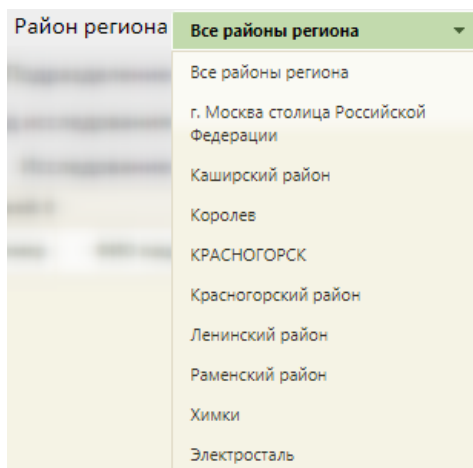 Район региона Все районы региона
Все районы региона
г. Москва столица Российской
Федерации
Каширский район
Королев
КРАСНОГОРСК
Красногорский район
Ленинский район
Раменский район
Химки
Электросталь